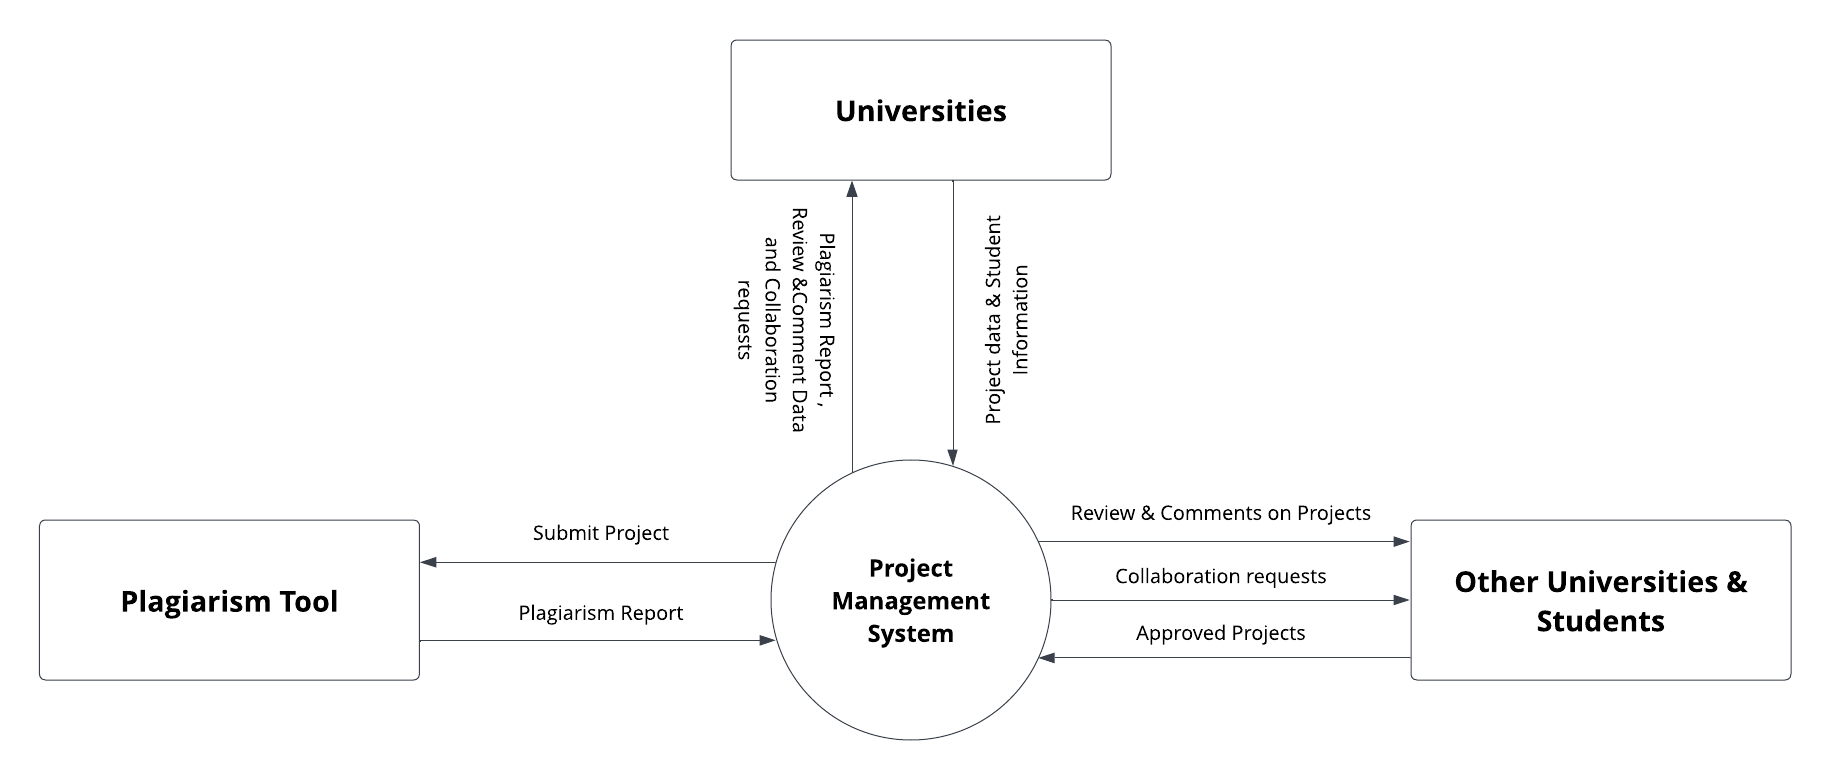 Universities
Plagiarism Report ,
Review &Comment Data
and Collaboration
requests
Project data & Student
Information
Submit Project
Plagiarism Report
Plagiarism Tool
Project
Management
System
Review & Comments on Projects
Collaboration requests
Approved Projects
Other Universities &
Students